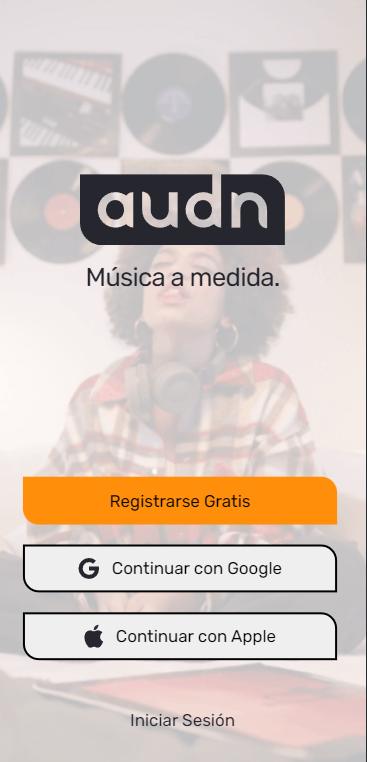 audn
Música a medida.
Registrarse Gratis
Continuar con Google
Continuar con Apple
Iniciar Sesión